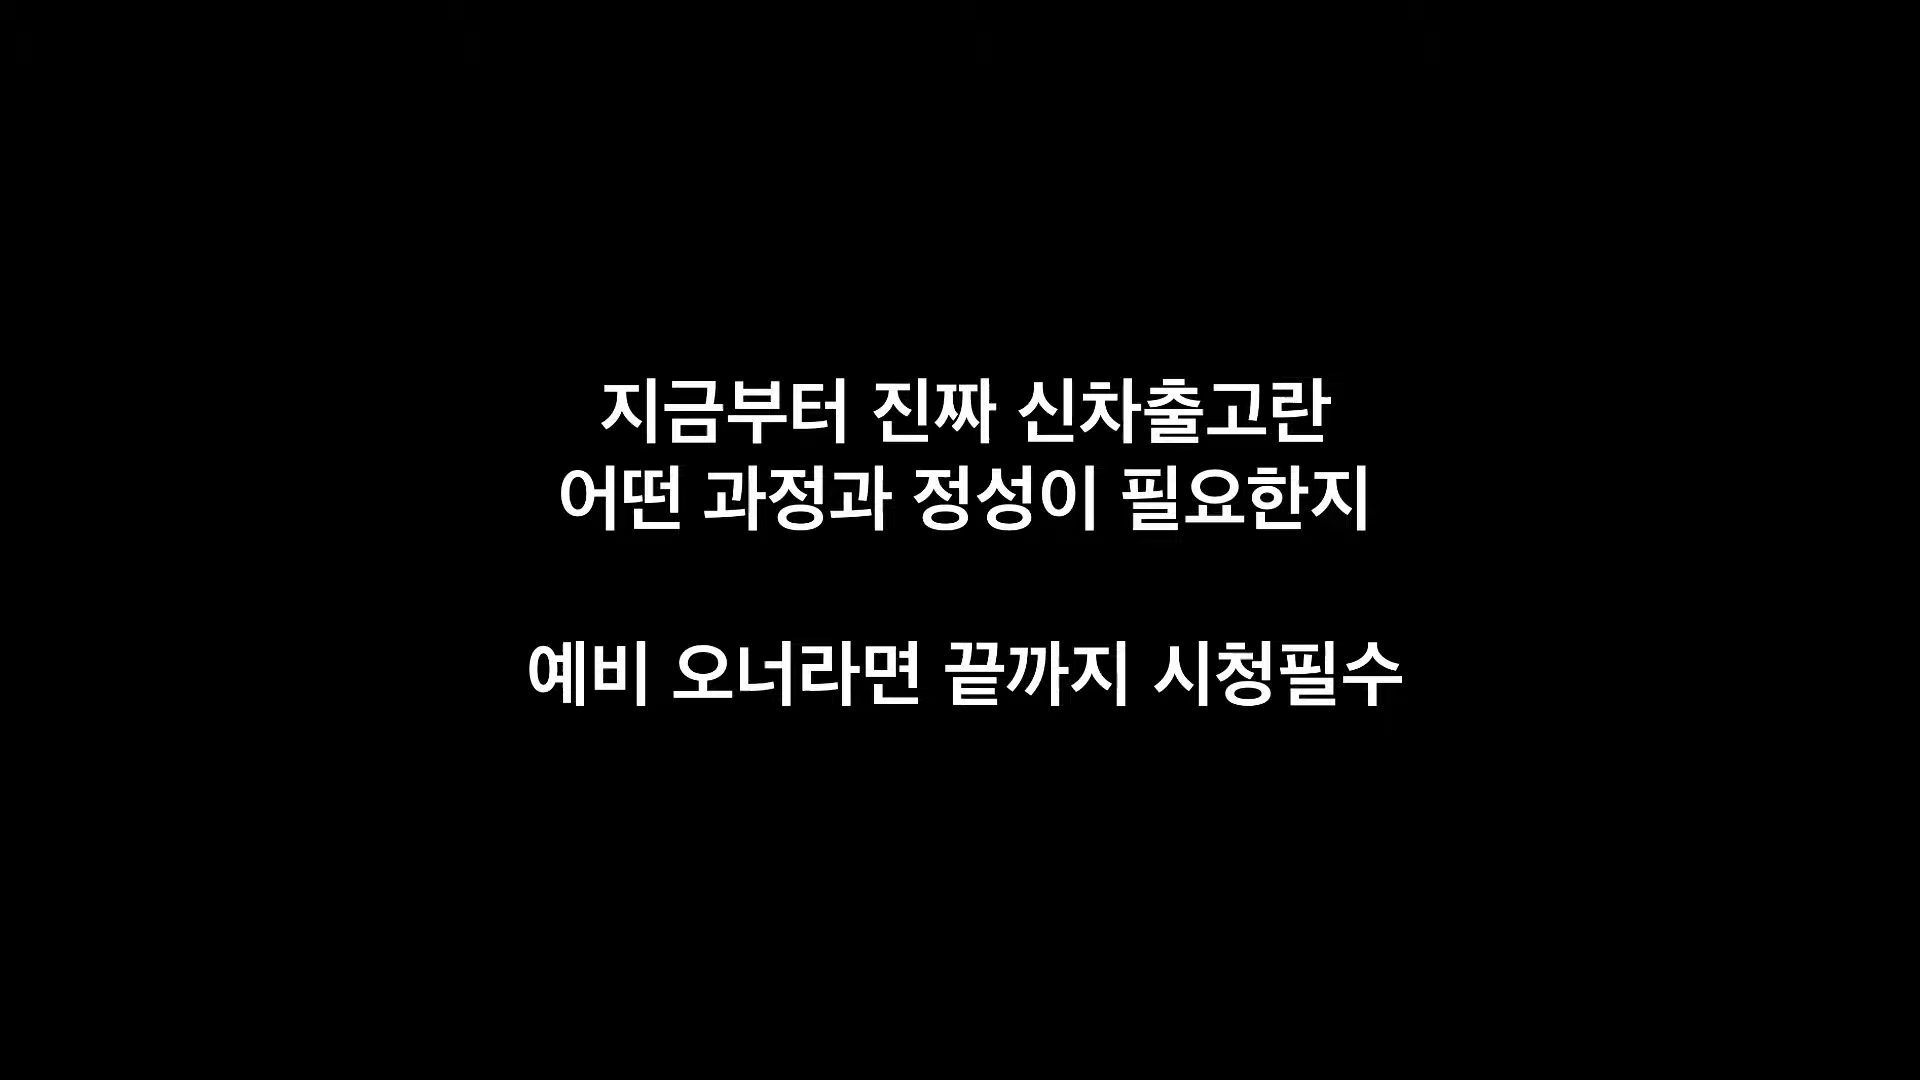 지금부터 진짜 신차출고란
어떤 과정과 정성이 필요한지
예비 오너라면 끝까지 시청필수